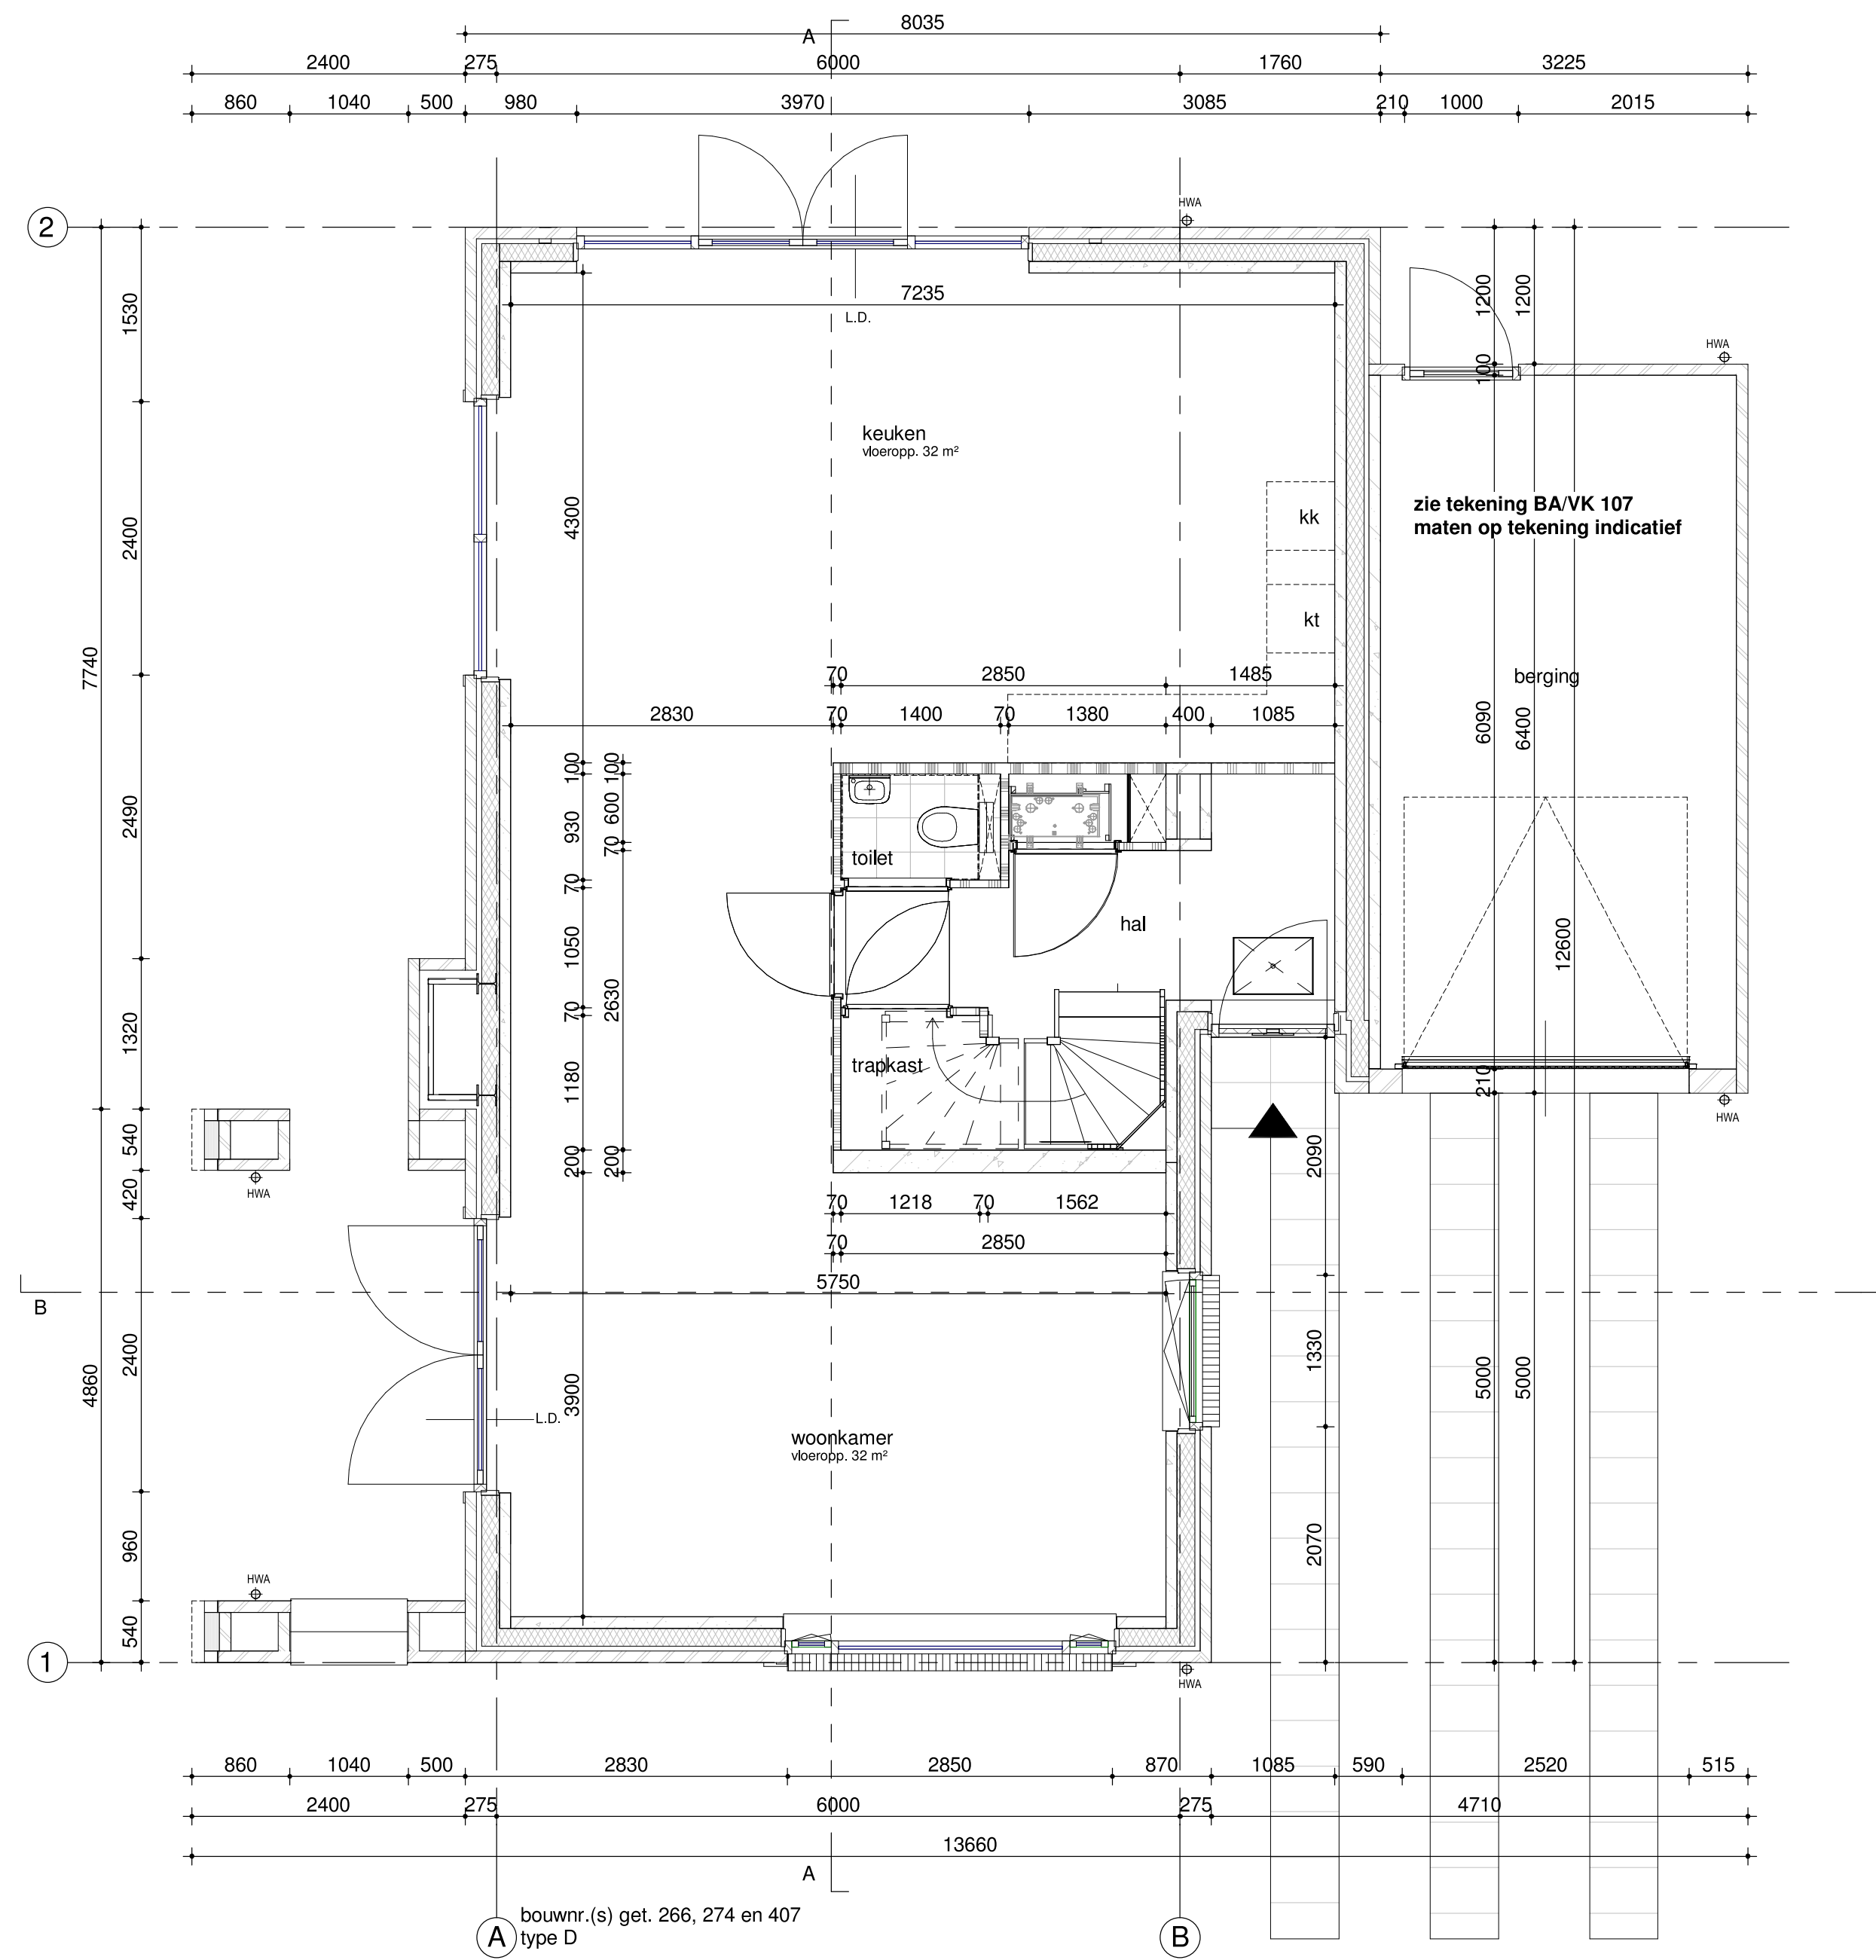 8035
A
2400 275 6000 1760 3225
860 1040 500 980 3970 3085 210 1000 2015
HWA
2
7235
L.D.
1530
1200 1200
HWA
100
keuken
vloeropp. 32 m²
zie tekening BA/VK 107
maten op tekening indicatief
kk
4300
2400
kt
7740
berging
70 2850 1485
2830 70 1400 70 1380 400 1085
6090 6400
100 100
2490
930 600
70
toilet
70
hal
12600
1050
2630
1320
70
trapkast
1180
210
HWA
540
2090
200 200
420
HWA
70 1218 70 1562
70 2850
5750
B
2400
1330
4860
3900
5000 5000
L.D.
woonkamer
vloeropp. 32 m²
960
2070
HWA
540
1
HWA
860 1040 500 2830 2850 870 1085 590 2520 515
2400 275 6000 275 4710
13660
A
bouwnr.(s) get. 266, 274 en 407
A type D
B